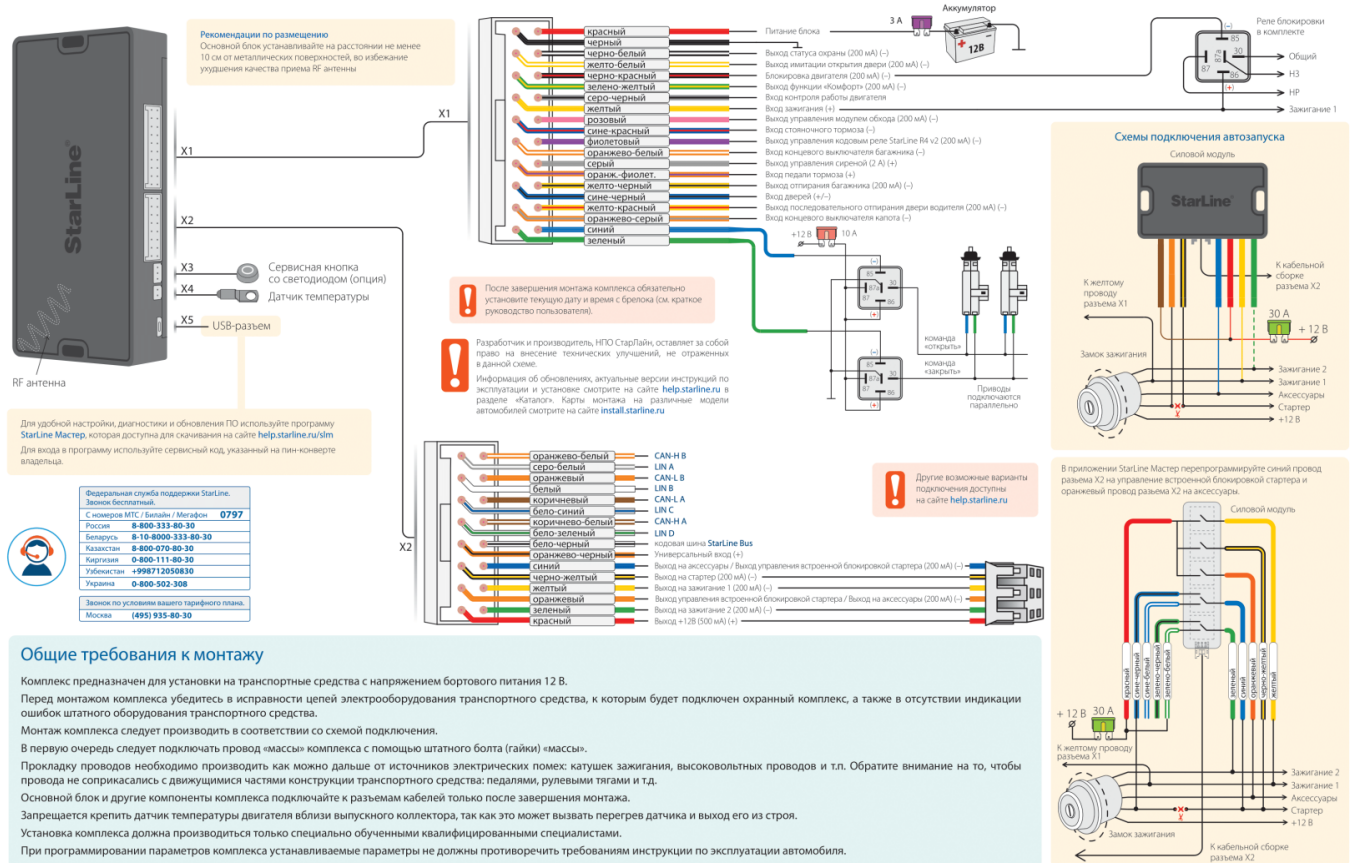 Рекомендации по размещению
Основной блок устанавливайте на расстоянии не менее
10 см от металлических поверхностей, во избежание
ухудшения качества приема RF антенны
StarLine
X1
X2
X3
X4
X5
Сервисная кнопка
со светодиодом (опция)
Датчик температуры
USB-разъем
RF антенна
Для удобной настройки, диагностики и обновления ПО используйте программу
StarLine Мастер, которая доступна для скачивания на сайте help.starline.ru/slm
Для входа в программу используйте сервисный код, указанный на пин-конверте
владельца.
Федеральная служба поддержки StarLine.
Звонок бесплатный.
С номеров МТС / Билайн / Мегафон 0797
Россия 8-800-333-80-30
Беларусь 8-10-8000-333-80-30
Казахстан 8-800-070-80-30
Киргизия 0-800-111-80-30
Узбекистан +998712050830
Украина 0-800-502-308
Звонок по условиям вашего тарифного плана.
Москва (495) 935-80-30
X1
красный Питание блока
черный
черно-белый Выход статуса охраны (200 мА) (–)
желто-белый Выход имитации открытия двери (200 мА) (–)
черно-красный Блокировка двигателя (200 мА) (–)
зелено-желтый Выход функции «Комфорт» (200 мА) (–)
серо-черный Вход контроля работы двигателя
желтый Вход зажигания (+)
розовый Выход управления модулем обхода (200 мА) (–)
сине-красный Вход стояночного тормоза (–)
фиолетовый Выход управления кодовым реле StarLine R4 v2 (200 мА) (–)
оранжево-белый Вход концевого выключателя багажника (–)
серый Выход управления сиреной (2 А) (+)
оранж.-фиолет. Вход педали тормоза (+)
желто-черный Выход отпирания багажника (200 мА) (–)
сине-черный Вход дверей (+/–)
желто-красный Выход последовательного отпирания двери водителя (200 мА) (–)
оранжево-серый Вход концевого выключателя капота (–)
синий
зеленый
3 А
Аккумулятор
12В
Реле блокировки
в комплекте
(–)
85
87a
30
87
86
(+)
Общий
НЗ
НР
Зажигание 1
+12 В
10 А
(–)
85
87a
30
87
86
(+)
(–)
85
87a
30
87
86
(+)
команда
«открыть»
команда
«закрыть»
Приводы
подключаются
параллельно
После завершения монтажа комплекса обязательно
установите текущую дату и время с брелока (см. краткое
руководство пользователя).
Разработчик и производитель, НПО СтарЛайн, оставляет за собой
право на внесение технических улучшений, не отраженных
в данной схеме.
Информация об обновлениях, актуальные версии инструкций по
эксплуатации и установке смотрите на сайте help.starline.ru в
разделе «Каталог». Карты монтажа на различные модели
автомобилей смотрите на сайте install.starline.ru
X2
оранжево-белый CAN-H B
серо-белый LIN A
оранжевый CAN-L B
белый LIN B
коричневый CAN-L A
бело-синий LIN C
коричнево-белый CAN-H A
бело-зеленый LIN D
бело-черный кодовая шина StarLine Bus
оранжево-черный Универсальный вход (+)
синий Выход на аксессуары / Выход управления встроенной блокировкой стартера (200 мА) (–)
черно-желтый Выход на стартер (200 мА) (–)
желтый Выход на зажигание 1 (200 мА) (–)
оранжевый Выход управления встроенной блокировкой стартера / Выход на аксессуары (200 мА) (–)
зеленый Выход на зажигание 2 (200 мА) (–)
красный Выход +12В (500 мА) (+)
Другие возможные варианты
подключения доступны
на сайте help.starline.ru
Схемы подключения автозапуска
Силовой модуль
StarLine
К желтому
проводу
разъема X1
К кабельной
сборке
разъема X2
30 А
+ 12 В
Замок зажигания
Зажигание 2
Зажигание 1
Аксессуары
Стартер
+12 В
В приложении StarLine Мастер перепрограммируйте синий провод
разъема X2 на управление встроенной блокировкой стартера и
оранжевый провод разъема X2 на аксессуары.
Силовой модуль
красный
сине-черный
сине-белый
зелено-черный
зелено-белый
зеленый
синий
оранжевый
черно-желтый
желтый
+ 12 В
30 А
К желтому проводу
разъема X1
Зажигание 2
Зажигание 1
Аксессуары
Стартер
+12 В
Замок зажигания
К кабельной сборке
разъема X2
Общие требования к монтажу
Комплекс предназначен для установки на транспортные средства с напряжением бортового питания 12 В.
Перед монтажом комплекса убедитесь в исправности цепей электрооборудования транспортного средства, к которым будет подключен охранный комплекс, а также в отсутствии индикации
ошибок штатного оборудования транспортного средства.
Монтаж комплекса следует производить в соответствии со схемой подключения.
В первую очередь следует подключать провод «массы» комплекса с помощью штатного болта (гайки) «массы».
Прокладку проводов необходимо производить как можно дальше от источников электрических помех: катушек зажигания, высоковольтных проводов и т.п. Обратите внимание на то, чтобы
провода не соприкасались с движущимися частями конструкции транспортного средства: педалями, рулевыми тягами и т.д.
Основной блок и другие компоненты комплекса подключайте к разъемам кабелей только после завершения монтажа.
Запрещается крепить датчик температуры двигателя вблизи выпускного коллектора, так как это может вызвать перегрев датчика и выход его из строя.
Установка комплекса должна производиться только специально обученными квалифицированными специалистами.
При программировании параметров комплекса устанавливаемые параметры не должны противоречить требованиям инструкции по эксплуатации автомобиля.